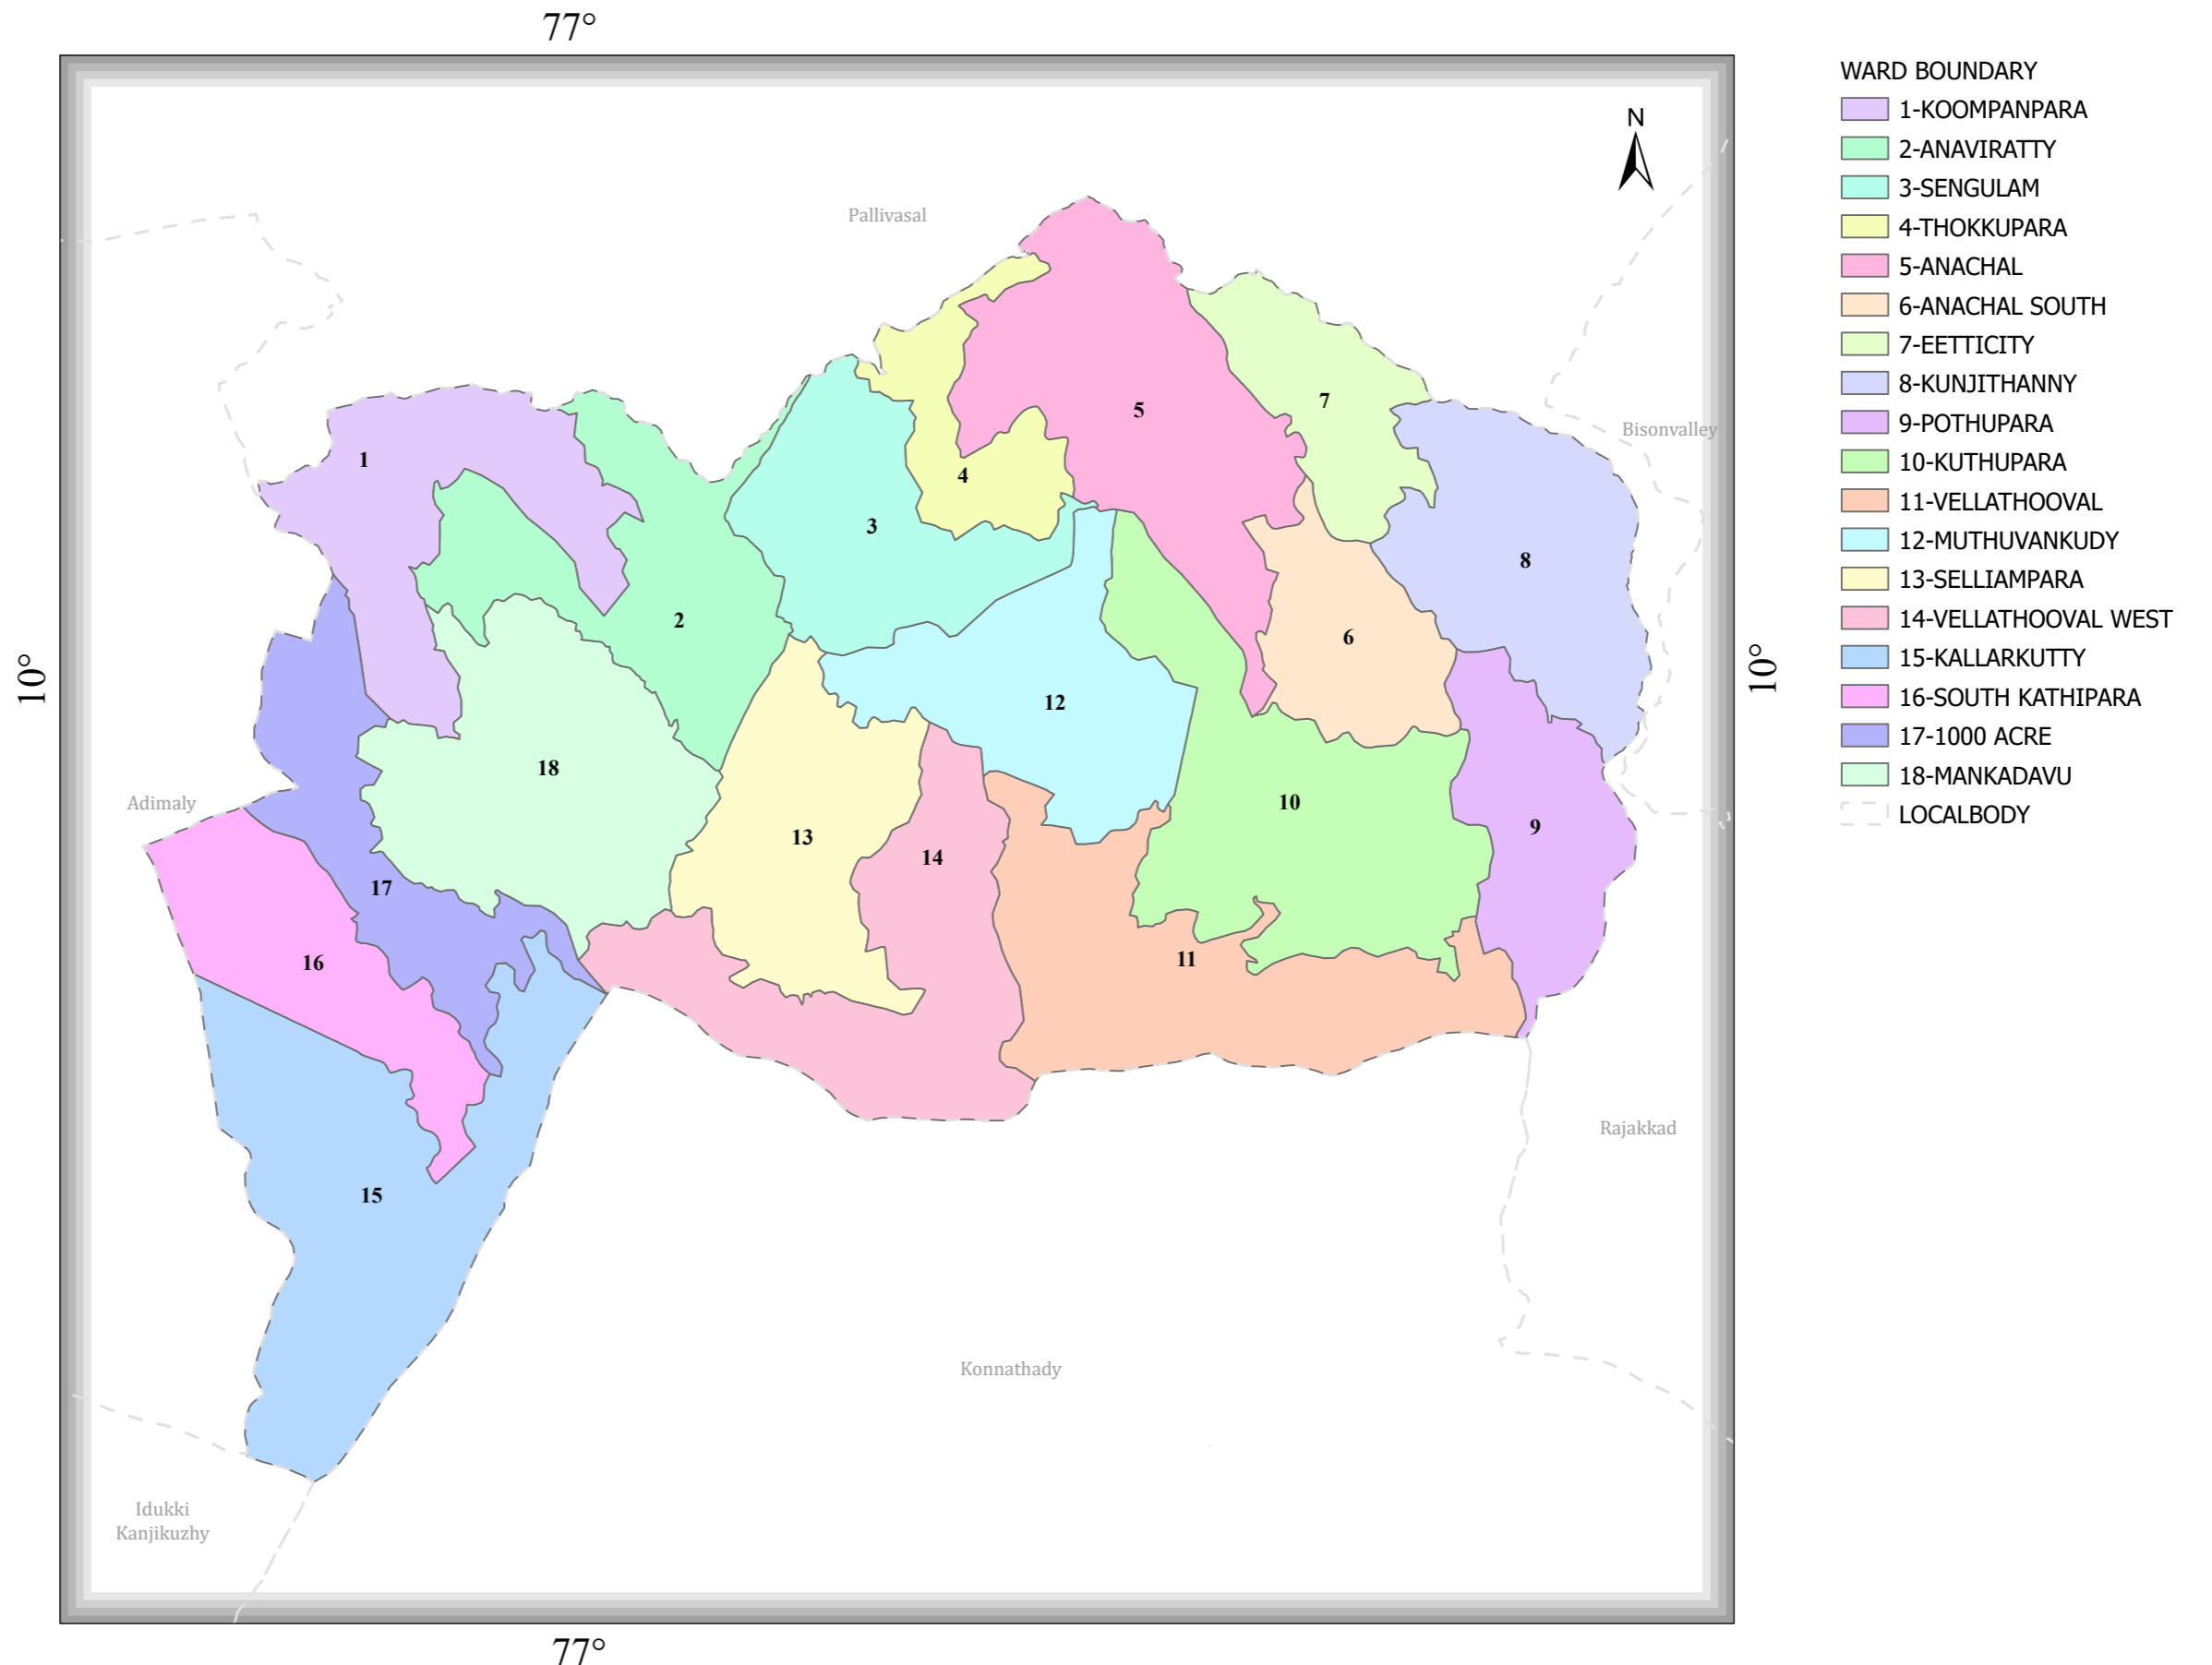 77°
WARD BOUNDARY
1-KOOMPANPARA
2-ANAVIRATTY
3-SENGULAM
4-THOKKUPARA
5-ANACHAL
6-ANACHAL SOUTH
7-EETTICITY
8-KUNJITHANNY
9-POTHUPARA
10-KUTHUPARA
11-VELLATHOOVAL
12-MUTHUVANKUDY
13-SELLIAMPARA
14-VELLATHOOVAL WEST
15-KALLARKUTTY
16-SOUTH KATHIPARA
17-1000 ACRE
18-MANKADAVU
LOCALBODY
N
Pallivasal
Bisonvalley
5
7
1
4
3
8
2
6
10°
10°
12
18
Adimaly
10
9
13
14
17
11
16
Rajakkad
15
Konnathady
Idukki
Kanjikuzhy
77°